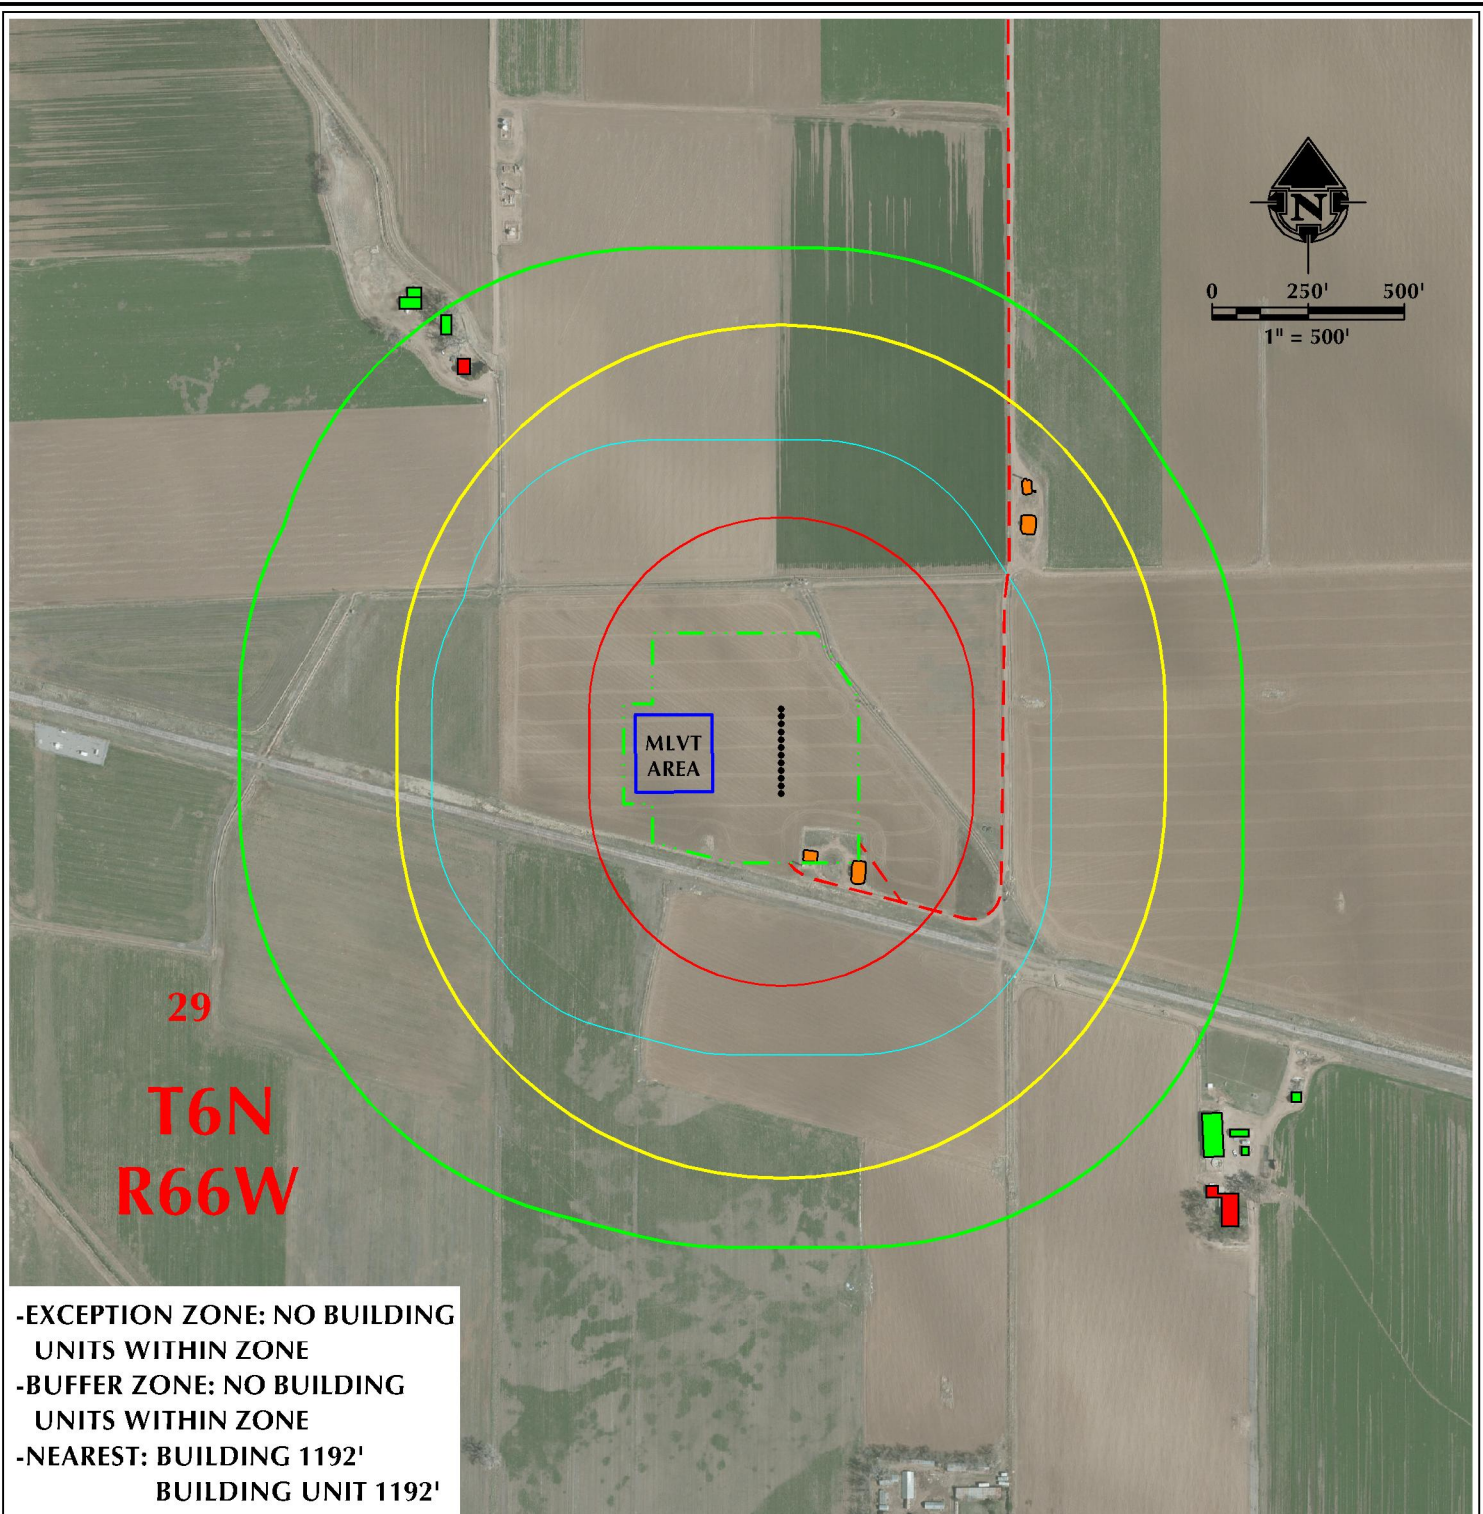 N
0 250' 500'
1" = 500'
MLVT
AREA
29
T6N
R66W
-EXCEPTION ZONE: NO BUILDING
UNITS WITHIN ZONE
-BUFFER ZONE: NO BUILDING
UNITS WITHIN ZONE
-NEAREST: BUILDING 1192'
BUILDING UNIT 1192'